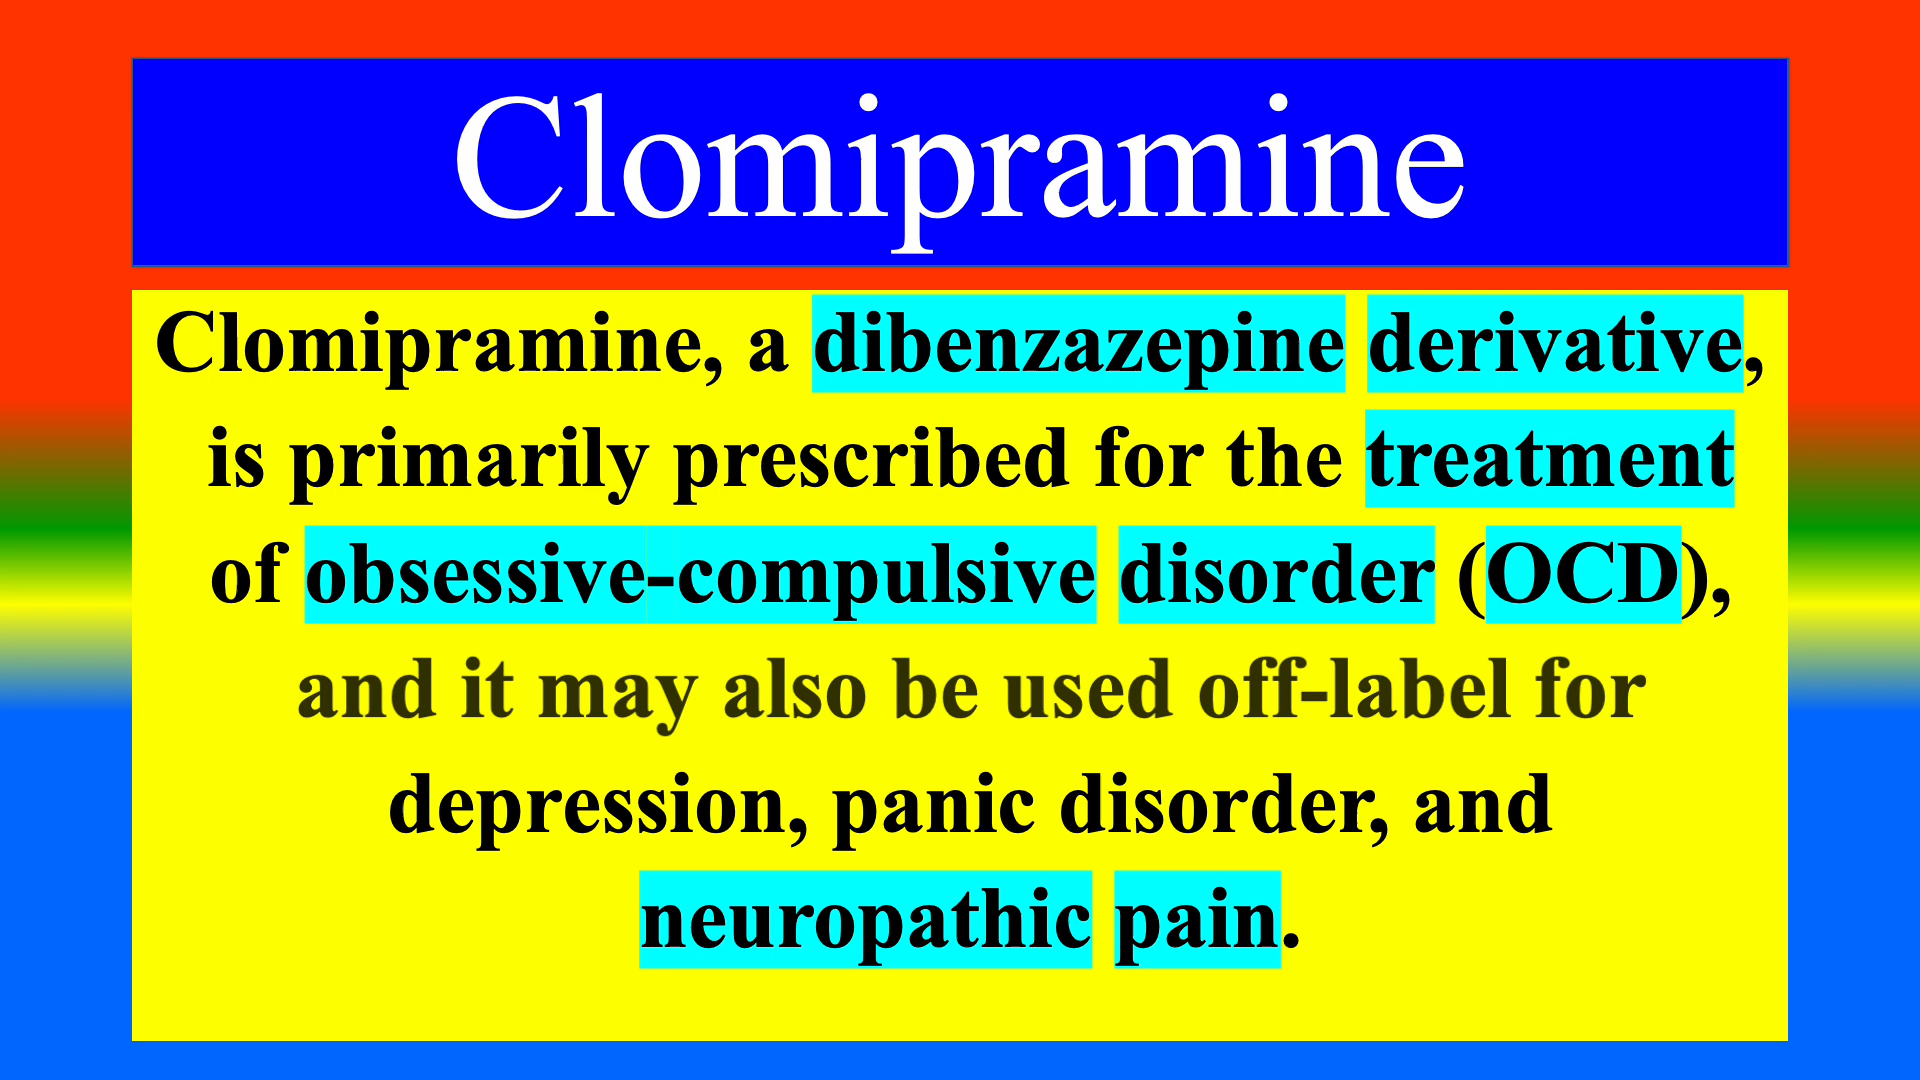 Clomipramine
Clomipramine, a dibenzazepine derivative,
is primarily prescribed for the treatment
of obsessive-compulsive disorder (OCD),
and it may also be used off-label for
depression, panic disorder, and
neuropathic pain.